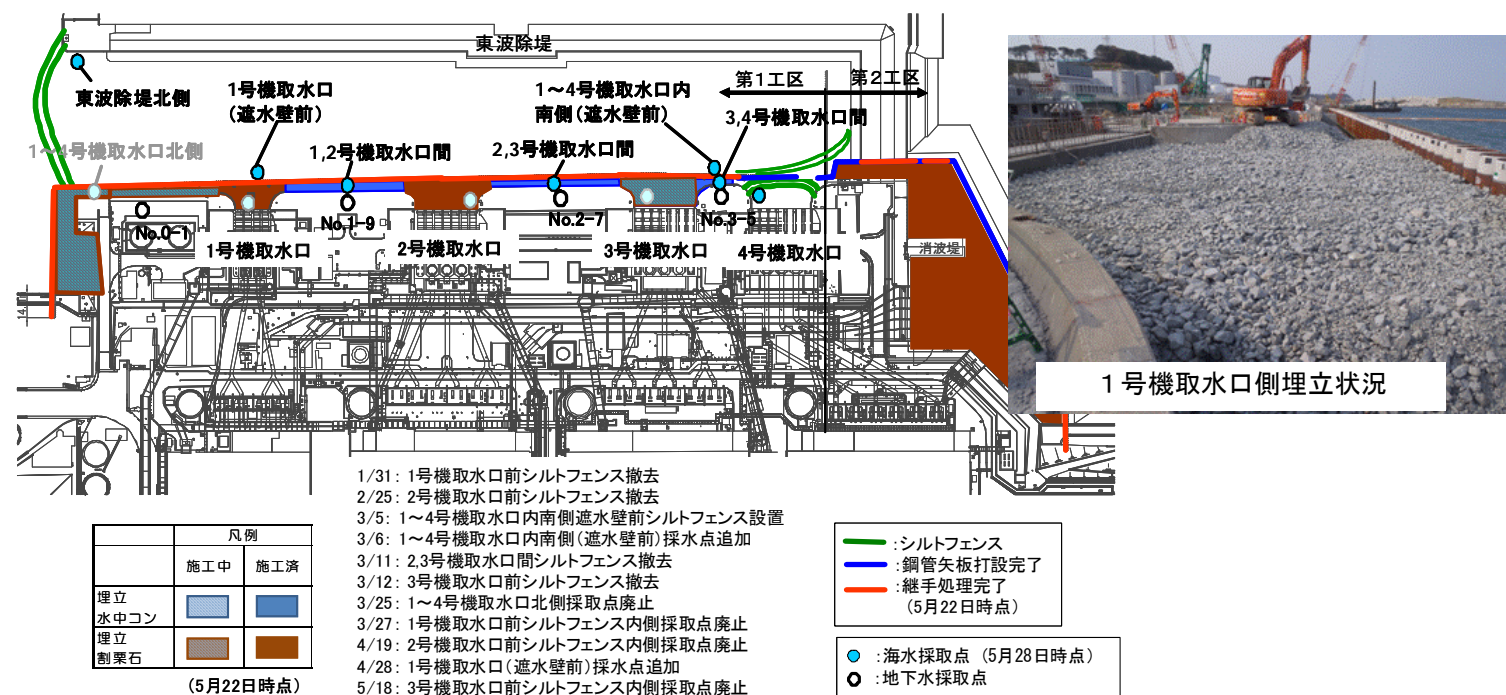 東波除堤
東波除堤北側
1号機取水口
(遮水壁前)
1～4号機取水口内
南側(遮水壁前)
第1工区
第2工区
3,4号機取水口間
1～4号機取水口北側
1,2号機取水口間
2,3号機取水口間
No.0-1
No.1-9
No.2-7
No.3-5
1号機取水口
2号機取水口
3号機取水口
4号機取水口
消波堤
1号機取水口側埋立状況
1/31：1号機取水口前シルトフェンス撤去
2/25：2号機取水口前シルトフェンス撤去
3/5：1～4号機取水口内南側遮水壁前シルトフェンス設置
3/6：1～4号機取水口内南側(遮水壁前)採水点追加
3/11：2,3号機取水口間シルトフェンス撤去
3/12：3号機取水口前シルトフェンス撤去
3/25：1～4号機取水口北側採取点廃止
3/27：1号機取水口前シルトフェンス内側採取点廃止
4/19：2号機取水口前シルトフェンス内側採取点廃止
4/28：1号機取水口(遮水壁前)採水点追加
5/18：3号機取水口前シルトフェンス内側採取点廃止
凡例
施工中 施工済
埋立
水中コン
埋立
割栗石
(5月22日時点)
:シルトフェンス
:鋼管矢板打設完了
:継手処理完了
(5月22日時点)
:海水採取点 (5月28日時点)
:地下水採取点